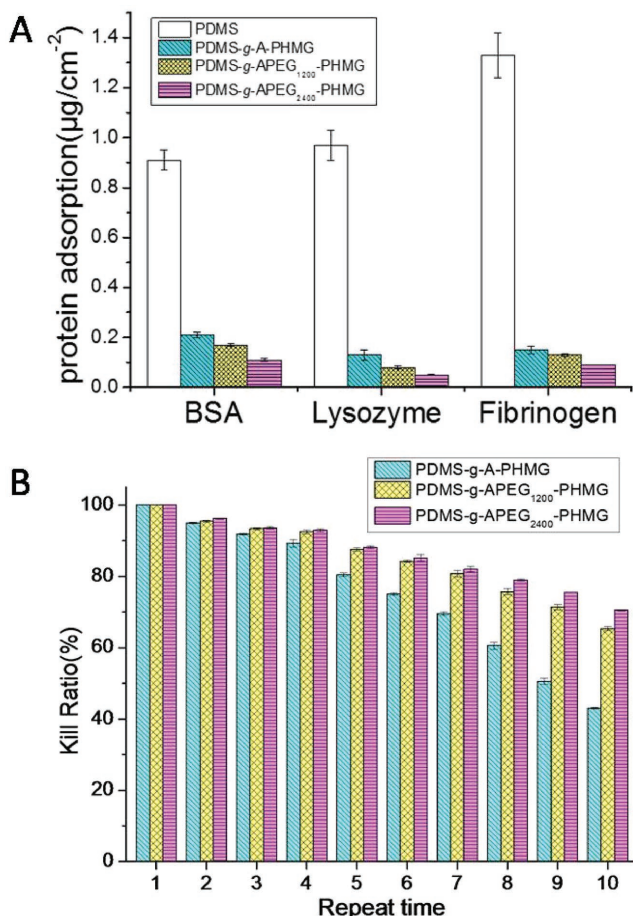 A
PDMS
PDMS-g-A-PHMG
PDMS-g-APEG1200-PHMG
PDMS-g-APEG2400-PHMG
protein adsorption(μg/cm-2)
1.4
1.2
1.0
0.8
0.6
0.4
0.2
0.0
BSA Lysozyme Fibrinogen
B
PDMS-g-A-PHMG
PDMS-g-APEG1200-PHMG
PDMS-g-APEG2400-PHMG
Kill Ratio(%)
100
80
60
40
20
0
1 2 3 4 5 6 7 8 9 10
Repeat time